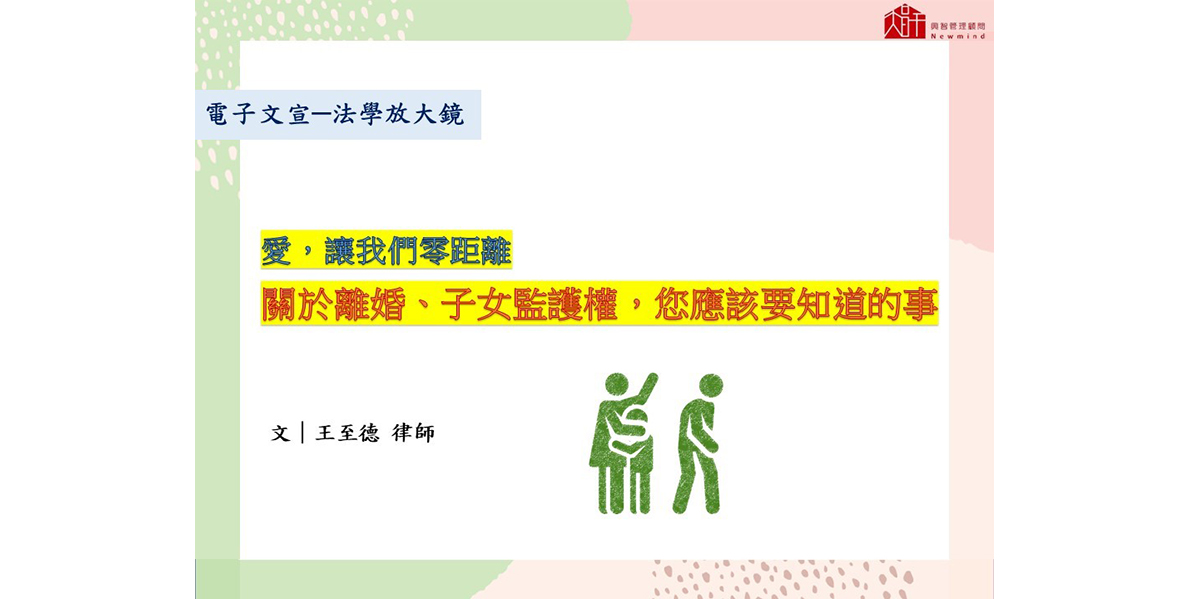 興智管理顧問
Newmind
電子文宣─法學放大鏡
愛，讓我們零距離
關於離婚、子女監護權，您應該要知道的事
文│王至德 律師